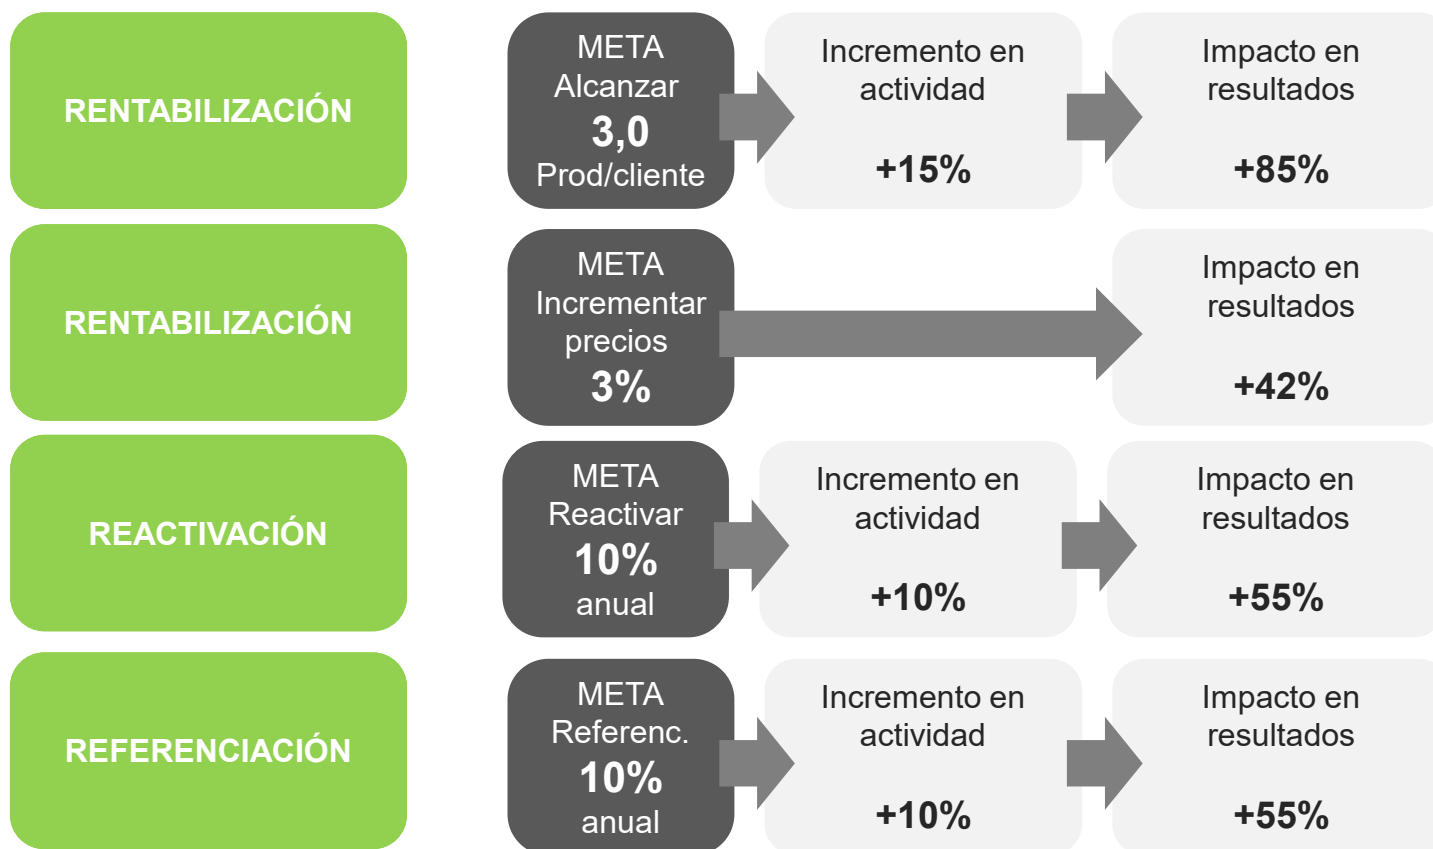 RENTABILIZACIÓN
META
Alcanzar
3,0
Prod/cliente
Incremento en
actividad
+15%
Impacto en
resultados
+85%
RENTABILIZACIÓN
META
Incrementar
precios
3%
Impacto en
resultados
+42%
REACTIVACIÓN
META
Reactivar
10%
anual
Incremento en
actividad
+10%
Impacto en
resultados
+55%
REFERENCIACIÓN
META
Referenc.
10%
anual
Incremento en
actividad
+10%
Impacto en
resultados
+55%